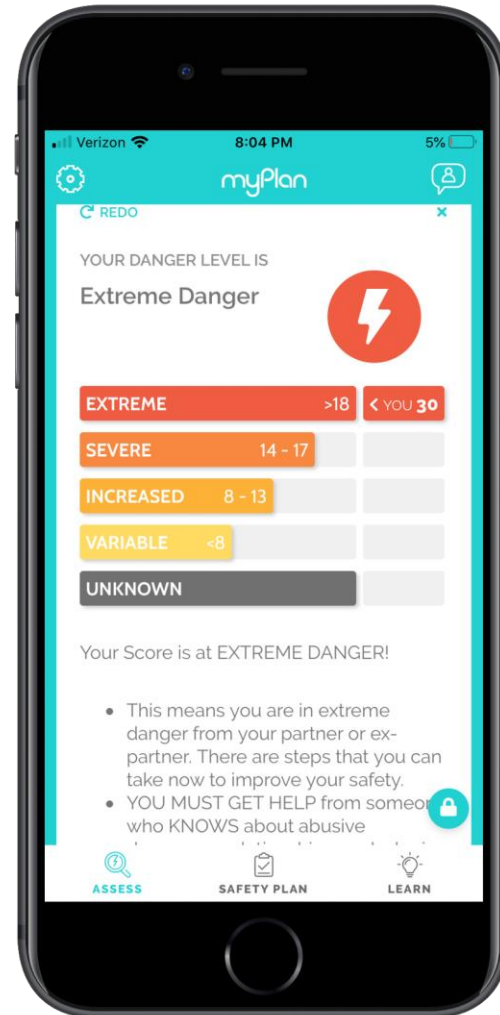 Verizon 8:04 PM 5%
myPlan
REDO ×
YOUR DANGER LEVEL IS
Extreme Danger
EXTREME >18 < YOU 30
SEVERE 14 - 17
INCREASED 8 - 13
VARIABLE <8
UNKNOWN
Your Score is at EXTREME DANGER!
• This means you are in extreme
danger from your partner or ex-
partner. There are steps that you can
take now to improve your safety.
• YOU MUST GET HELP from
who KNOWS about abusive
ASSESS SAFETY PLAN LEARN